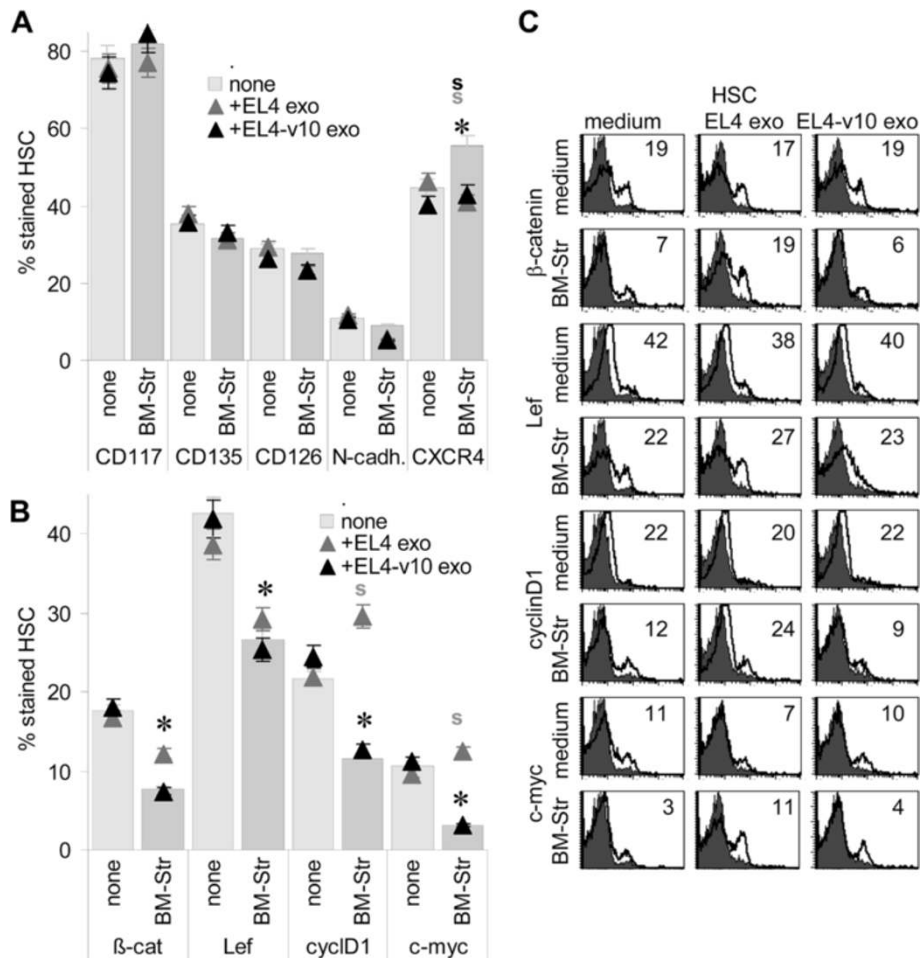 A
% stained HSC
80
60
40
20
0
none
+EL4 exo
+EL4-v10 exo
s
s
*
none
BM-Str
none
BM-Str
none
BM-Str
none
BM-Str
none
BM-Str
CD117
CD135
CD126
N-cadh.
CXCR4
B
% stained HSC
40
30
20
10
0
none
+EL4 exo
+EL4-v10 exo
*
*
s
*
s
*
none
BM-Str
none
BM-Str
none
BM-Str
none
BM-Str
ß-cat
Lef
cyclD1
c-myc
C
HSC
medium EL4 exo EL4-v10 exo
β-catenin
medium
19 17 19
BM-Str
7 19 6
Lef
medium
42 38 40
BM-Str
22 27 23
cyclinD1
medium
22 20 22
BM-Str
12 24 9
c-myc
medium
11 7 10
BM-Str
3 11 4